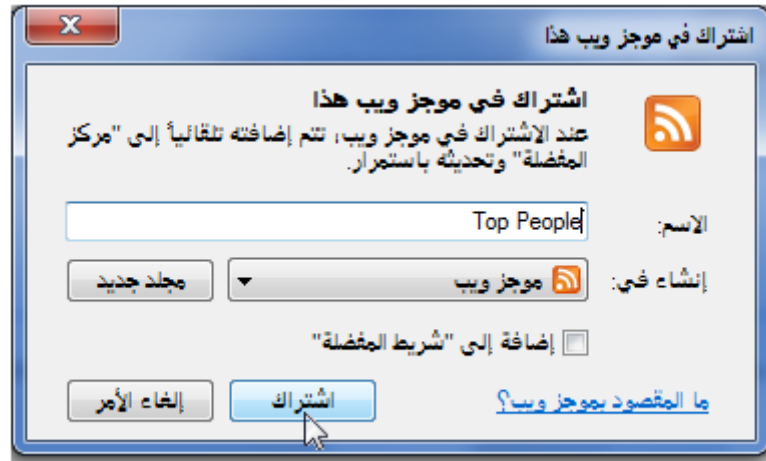 اشتراك في موجز ويب هذا
اشتراك في موجز ويب هذا
عند الاشتراك في موجز ويب، تتم إضافته تلقائياً إلى "مركز
المفضلة" وتحديثه باستمرار.
الاسم: Top People
إنشاء في: موجز ويب مجلد جديد
إضافة إلى "شريط المفضلة"
ما المقصود بموجز ويب؟ اشتراك إلغاء الأمر